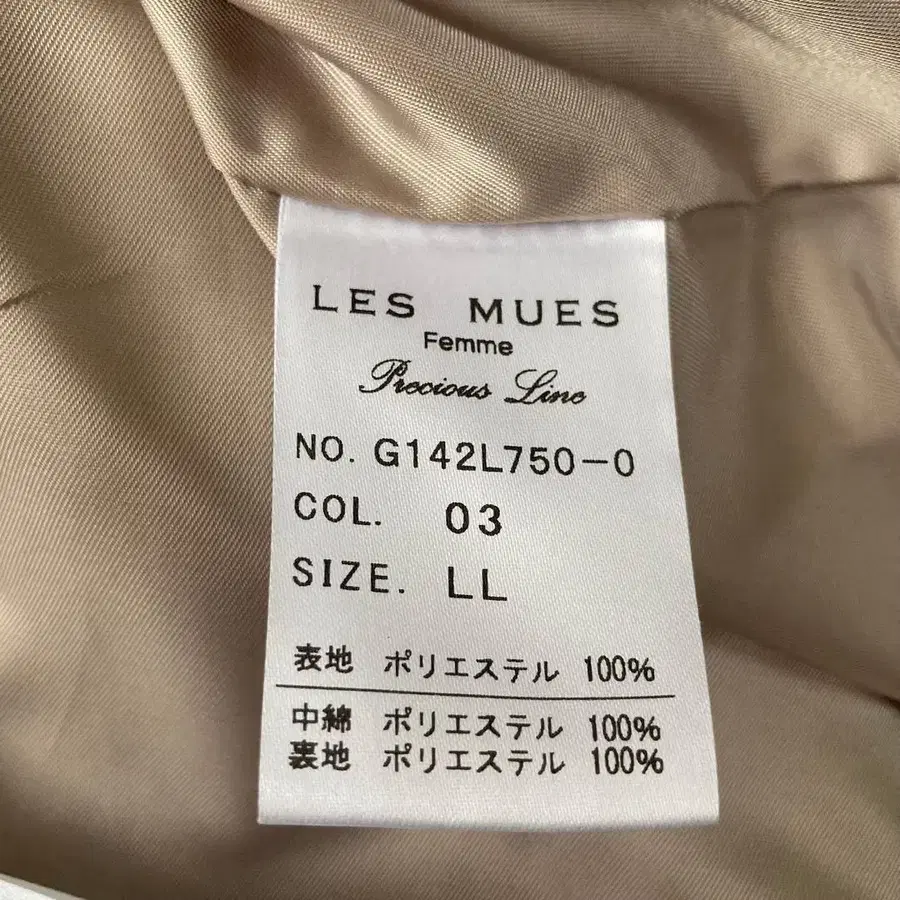 LES MUES
Femme
Precious Line
NO. G142L750-0
COL. 03
SIZE. LL
表地 ポリエステル 100%
中綿 ポリエステル 100%
裏地 ポリエステル 100%